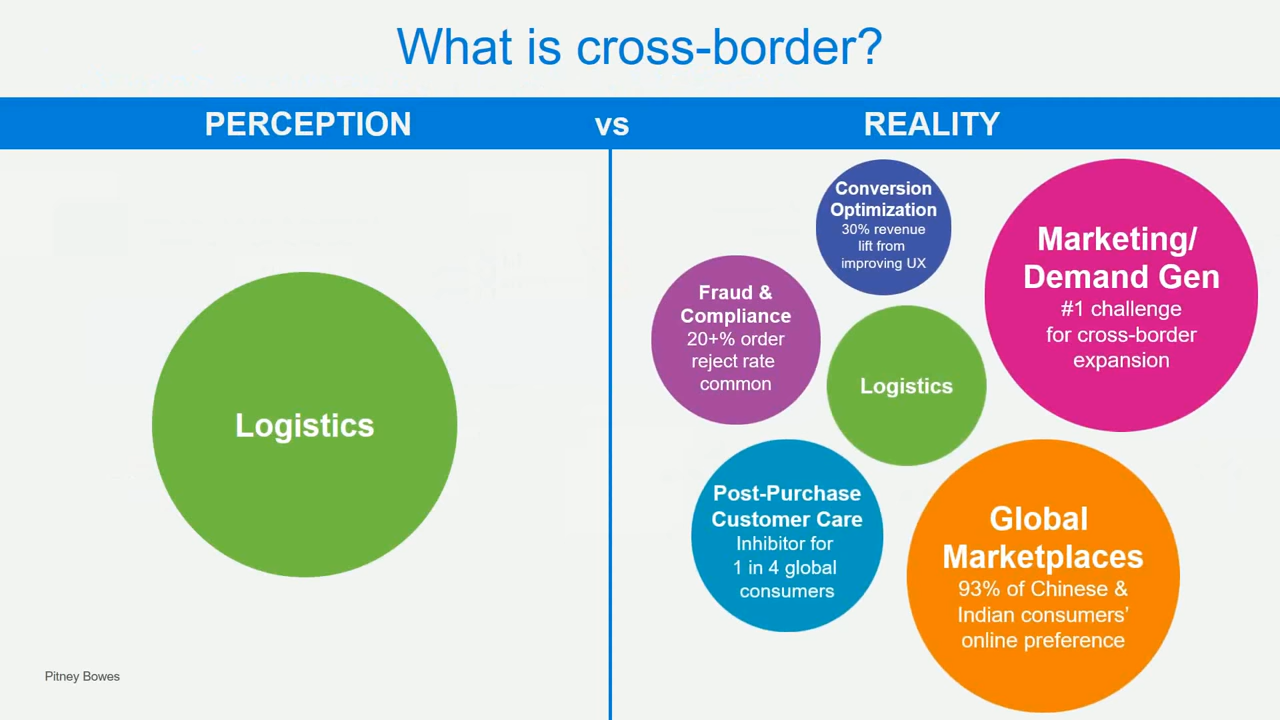 What is cross-border?
PERCEPTION vs REALITY
Logistics
Conversion
Optimization
30% revenue
lift from
improving UX
Marketing/
Demand Gen
#1 challenge
for cross-border
expansion
Fraud &
Compliance
20+% order
reject rate
common
Logistics
Post-Purchase
Customer Care
Inhibitor for
1 in 4 global
consumers
Global
Marketplaces
93% of Chinese &
Indian consumers’
online preference
Pitney Bowes